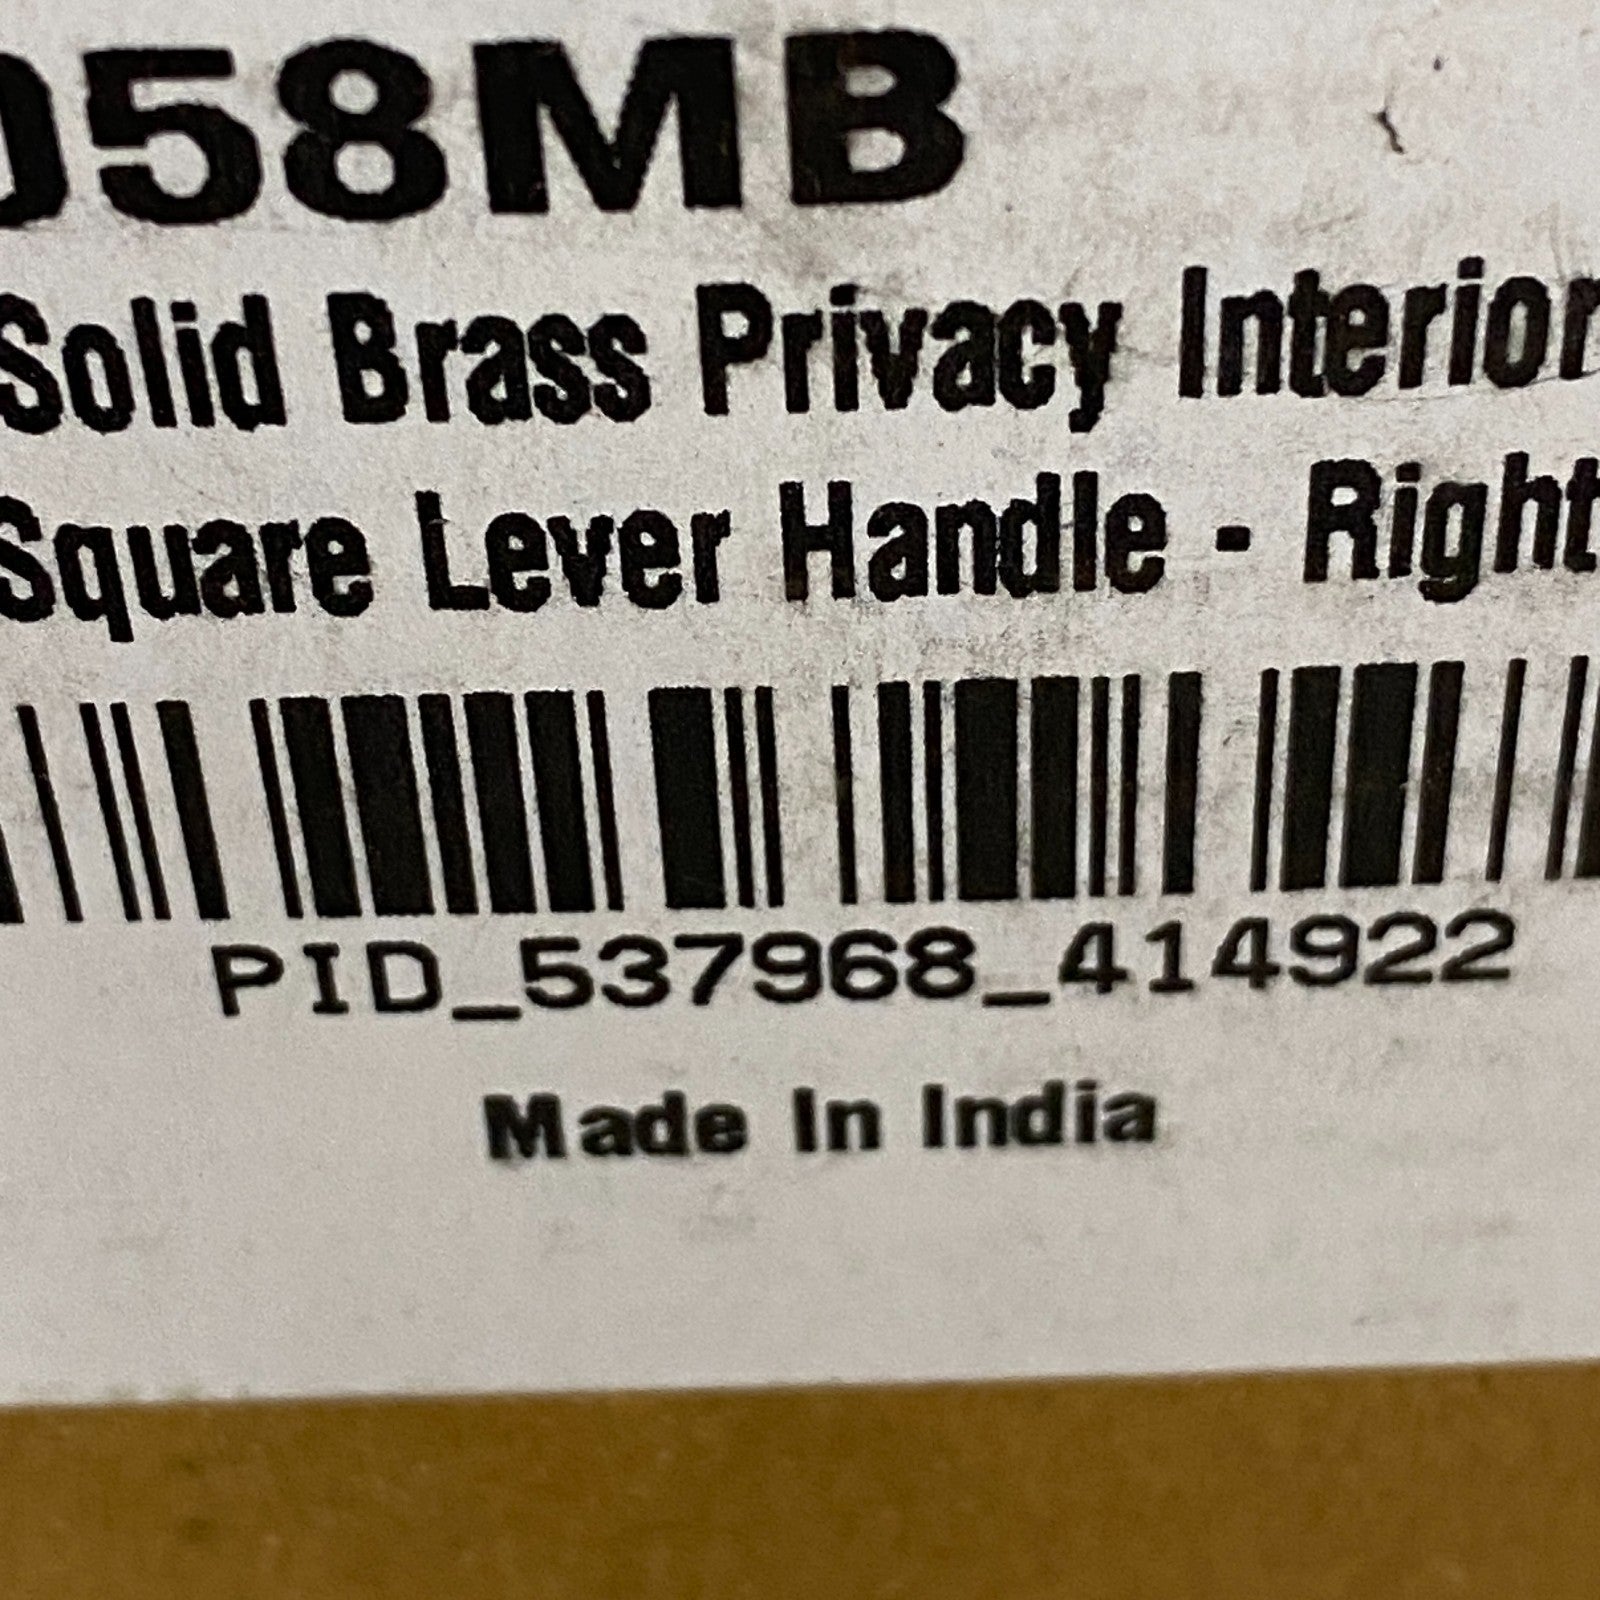 058MB
Solid Brass Privacy Interior
Square Lever Handle - Right
PID_537968_414922
Made In India